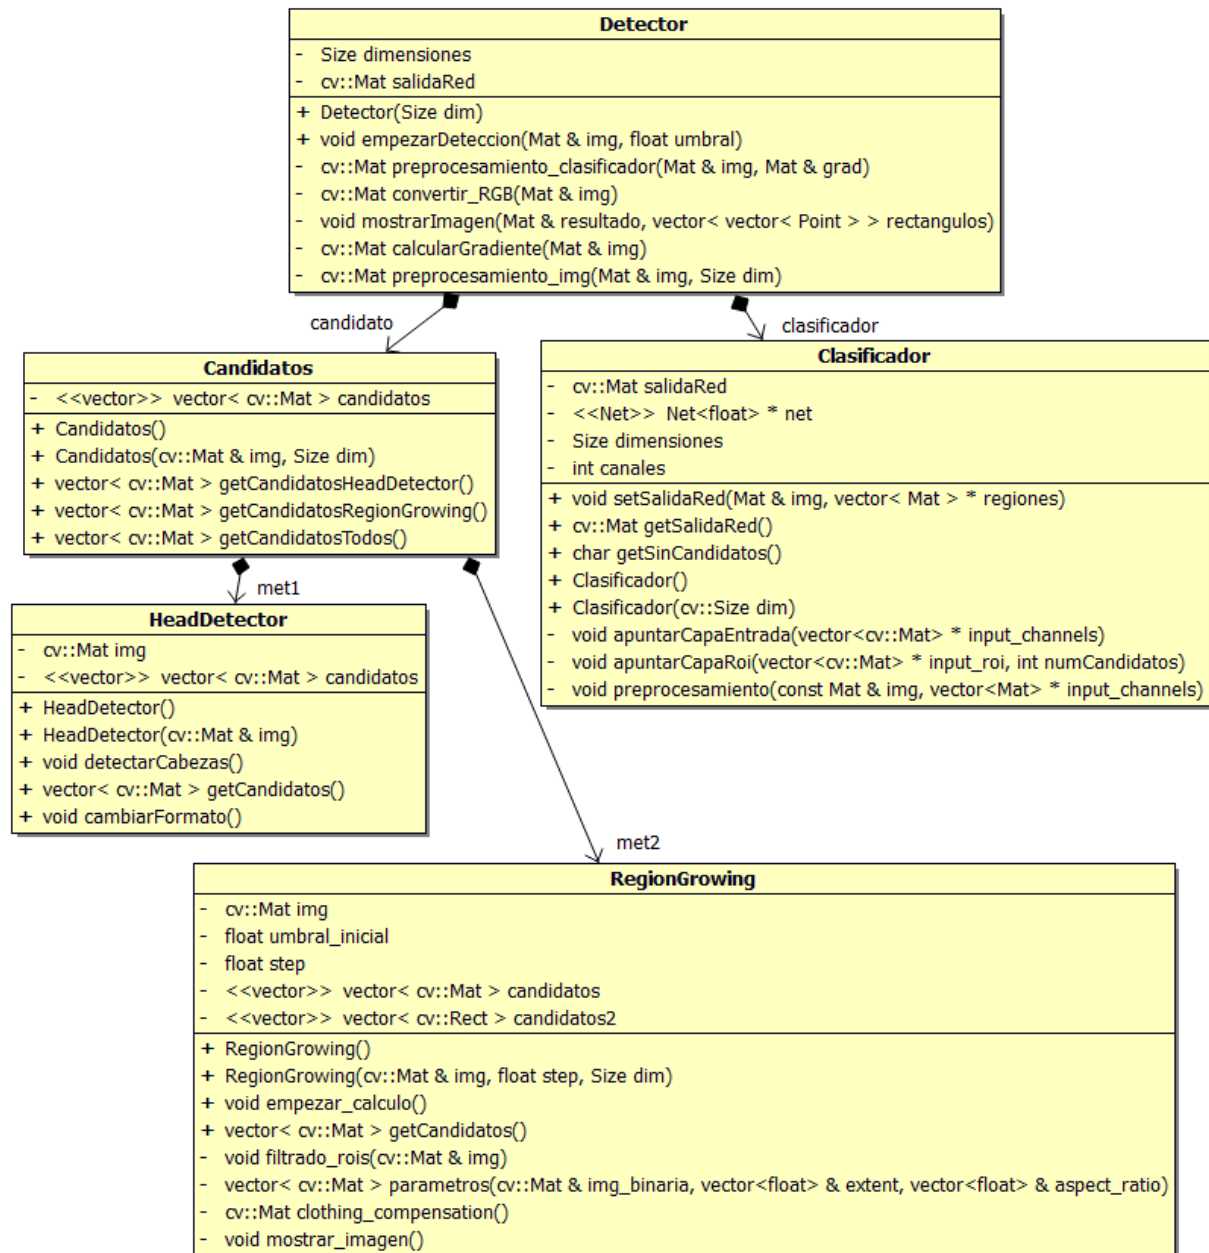 Detector
- Size dimensiones
- cv::Mat salidaRed
+ Detector(Size dim)
+ void empezarDeteccion(Mat & img, float umbral)
- cv::Mat preprocesamiento_clasificador(Mat & img, Mat & grad)
- cv::Mat convertir_RGB(Mat & img)
- void mostrarImagen(Mat & resultado, vector< vector< Point > > rectangulos)
- cv::Mat calcularGradiente(Mat & img)
- cv::Mat preprocesamiento_img(Mat & img, Size dim)
candidato
clasificador
Candidatos
- <<vector>> vector< cv::Mat > candidatos
+ Candidatos()
+ Candidatos(cv::Mat & img, Size dim)
+ vector< cv::Mat > getCandidatosHeadDetector()
+ vector< cv::Mat > getCandidatosRegionGrowing()
+ vector< cv::Mat > getCandidatosTodos()
Clasificador
- cv::Mat salidaRed
- <<Net>> Net<float> * net
- Size dimensiones
- int canales
+ void setSalidaRed(Mat & img, vector< Mat > * regiones)
+ cv::Mat getSalidaRed()
+ char getSinCandidatos()
+ Clasificador()
+ Clasificador(cv::Size dim)
- void apuntarCapaEntrada(vector<cv::Mat> * input_channels)
- void apuntarCapaRoi(vector<cv::Mat> * input_roi, int numCandidatos)
- void preprocesamiento(const Mat & img, vector<Mat> * input_channels)
met1
HeadDetector
- cv::Mat img
- <<vector>> vector< cv::Mat > candidatos
+ HeadDetector()
+ HeadDetector(cv::Mat & img)
+ void detectarCabezas()
+ vector< cv::Mat > getCandidatos()
+ void cambiarFormato()
met2
RegionGrowing
- cv::Mat img
- float umbral_inicial
- float step
- <<vector>> vector< cv::Mat > candidatos
- <<vector>> vector< cv::Rect > candidatos2
+ RegionGrowing()
+ RegionGrowing(cv::Mat & img, float step, Size dim)
+ void empezar_calculo()
+ vector< cv::Mat > getCandidatos()
- void filtrado_rois(cv::Mat & img)
- vector< cv::Mat > parametros(cv::Mat & img_binaria, vector<float> & extent, vector<float> & aspect_ratio)
- cv::Mat clothing_compensation()
- void mostrar_imagen()